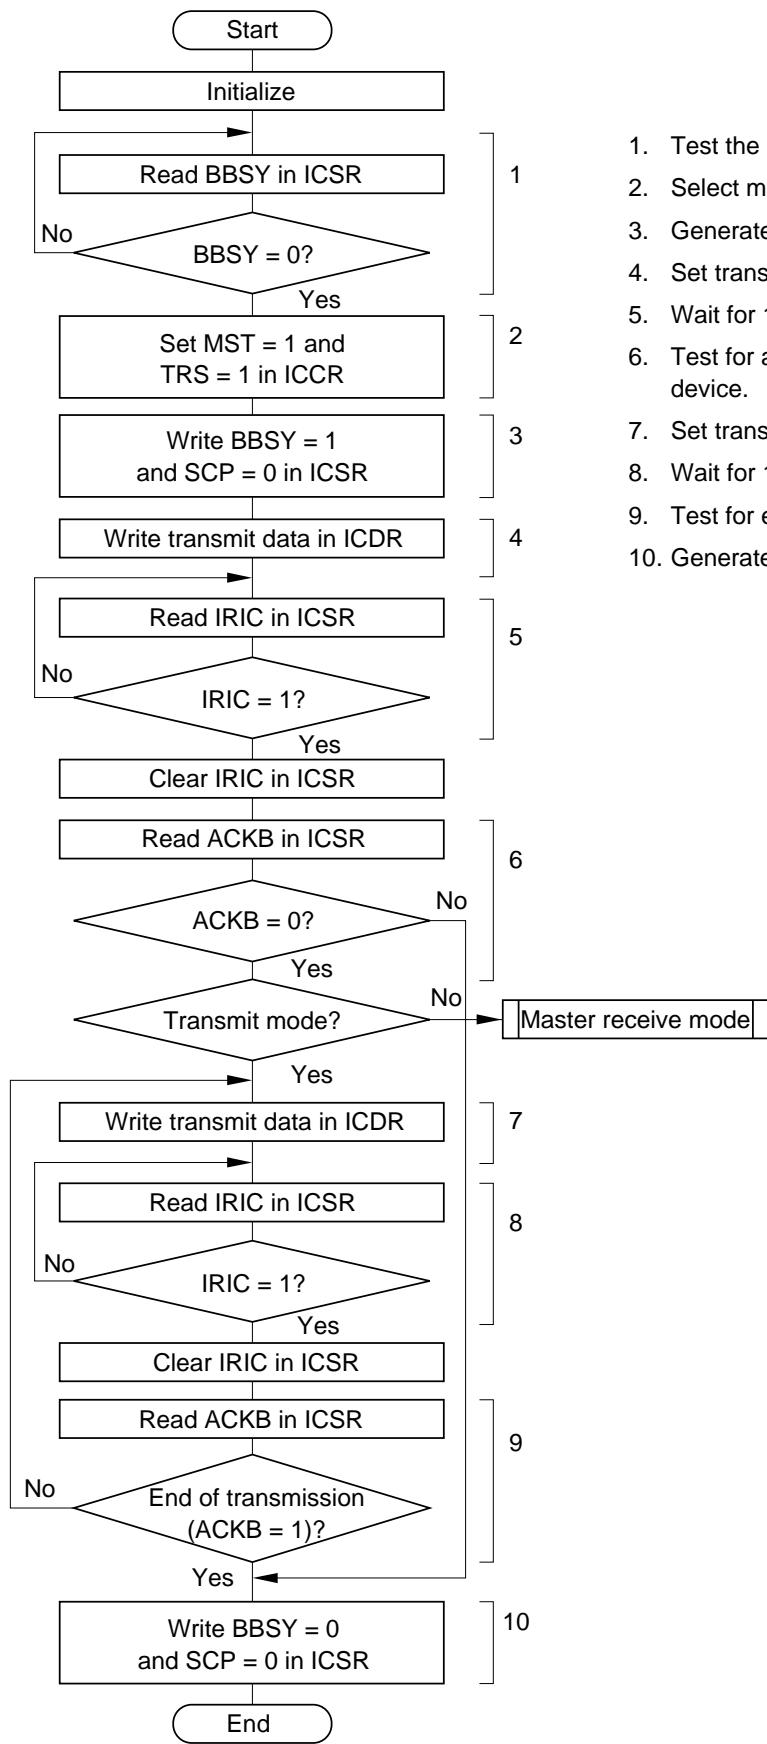 Start
Initialize
Read BBSY in ICSR
1
No
BBSY = 0?
Yes
Set MST = 1 and
TRS = 1 in ICCR
2
Write BBSY = 1
and SCP = 0 in ICSR
3
Write transmit data in ICDR
4
Read IRIC in ICSR
5
No
IRIC = 1?
Yes
Clear IRIC in ICSR
Read ACKB in ICSR
6
ACKB = 0?
No
Yes
Transmit mode?
No
Master receive mode
Yes
Write transmit data in ICDR
7
Read IRIC in ICSR
8
No
IRIC = 1?
Yes
Clear IRIC in ICSR
Read ACKB in ICSR
9
No
End of transmission
(ACKB = 1)?
Yes
Write BBSY = 0
and SCP = 0 in ICSR
10
End
1. Test the
2. Select
3. Generate
4. Set
5. Wait for
6. Test for
device.
7. Set
8. Wait for
9. Test for
10. Generate